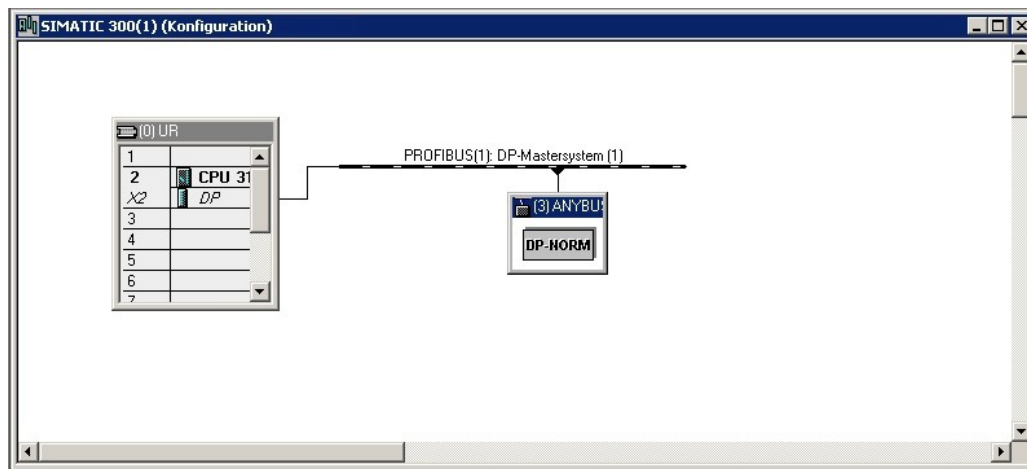 SIMATIC 300(1) (Konfiguration)
(0) UR
1
2 CPU 31
X2 DP
3
4
5
6
7
PROFIBUS(1): DP-Mastersystem (1)
(3) ANYBU
DP-NORM